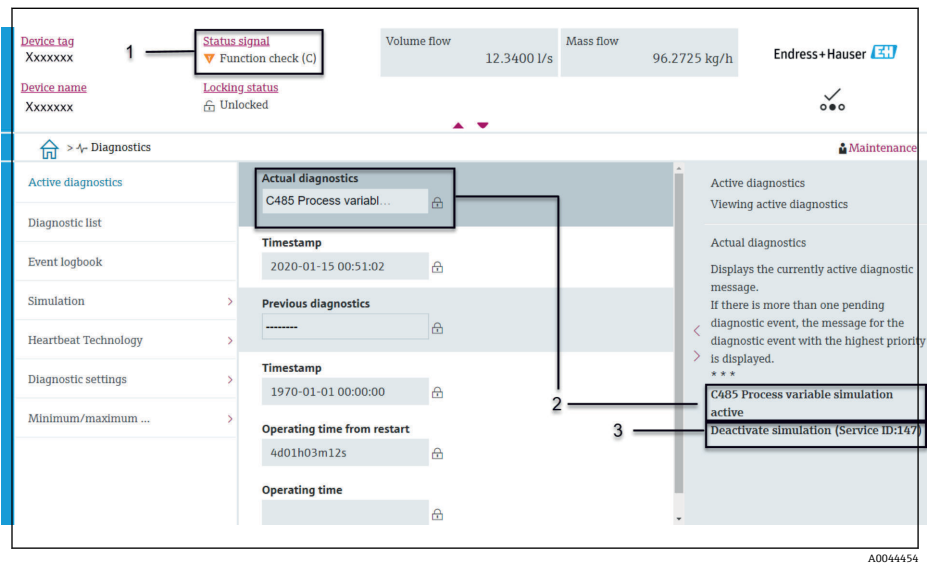 Device tag
Xxxxxxx
1
Status signal
Function check (C)
Volume flow
12.3400 l/s
Mass flow
96.2725 kg/h
Endress+Hauser EH
Device name
Xxxxxxx
Locking status
Unlocked
> Diagnostics
Maintenance
Active diagnostics
Diagnostic list
Event logbook
Simulation >
Heartbeat Technology >
Diagnostic settings >
Minimum/maximum ... >
Actual diagnostics
C485 Process variabl...
Timestamp
2020-01-15 00:51:02
Previous diagnostics
--------
Timestamp
1970-01-01 00:00:00
Operating time from restart
4d01h03m12s
Operating time
2
3
Active diagnostics
Viewing active diagnostics
Actual diagnostics
Displays the currently active diagnostic
message.
If there is more than one pending
diagnostic event, the message for the
diagnostic event with the highest priority
is displayed.
* * *
C485 Process variable simulation
active
Deactivate simulation (Service ID:147)
A0044454